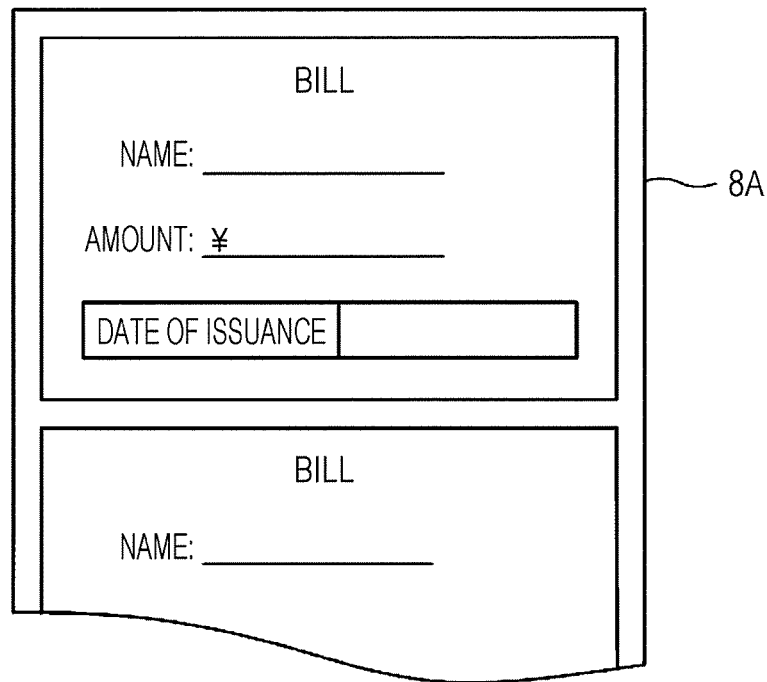 BILL
NAME:
AMOUNT: ¥
DATE OF ISSUANCE
8A
BILL
NAME: